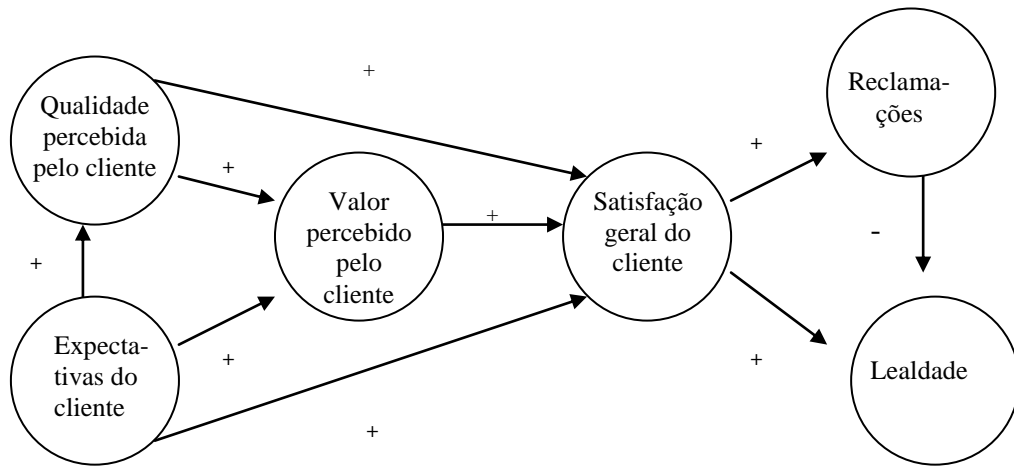 +
Qualidade
percebida
pelo cliente
+
+
Expecta-
tivas do
cliente
+
+
Valor
percebido
pelo
cliente
+
Satisfação
geral do
cliente
+
+
Reclama-
ções
-
Lealdade